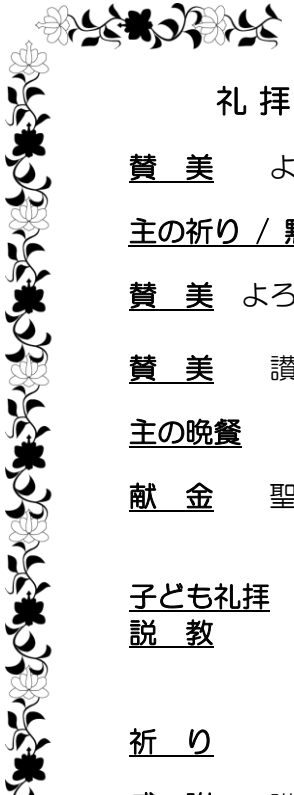 礼 拝
賛 美 よ
主の祈り /
賛 美 よろ
賛 美 讃
主の晩餐
献 金 聖
子ども礼拝
説 教
祈 り